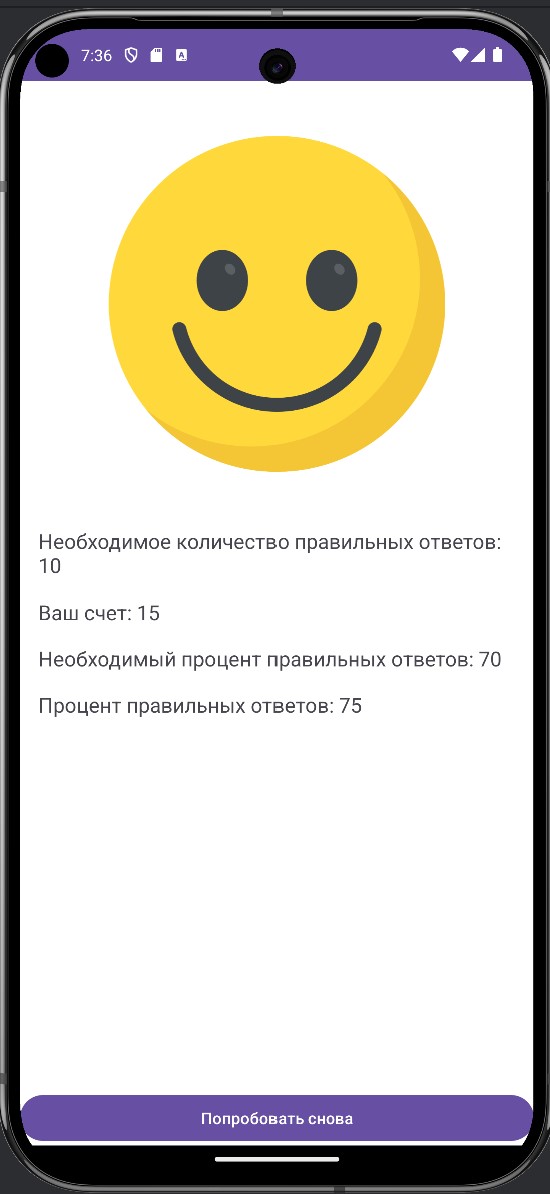 7:36
A
Необходимое количество правильных ответов:
10
Ваш счет: 15
Необходимый процент правильных ответов: 70
Процент правильных ответов: 75
Попробовать снова